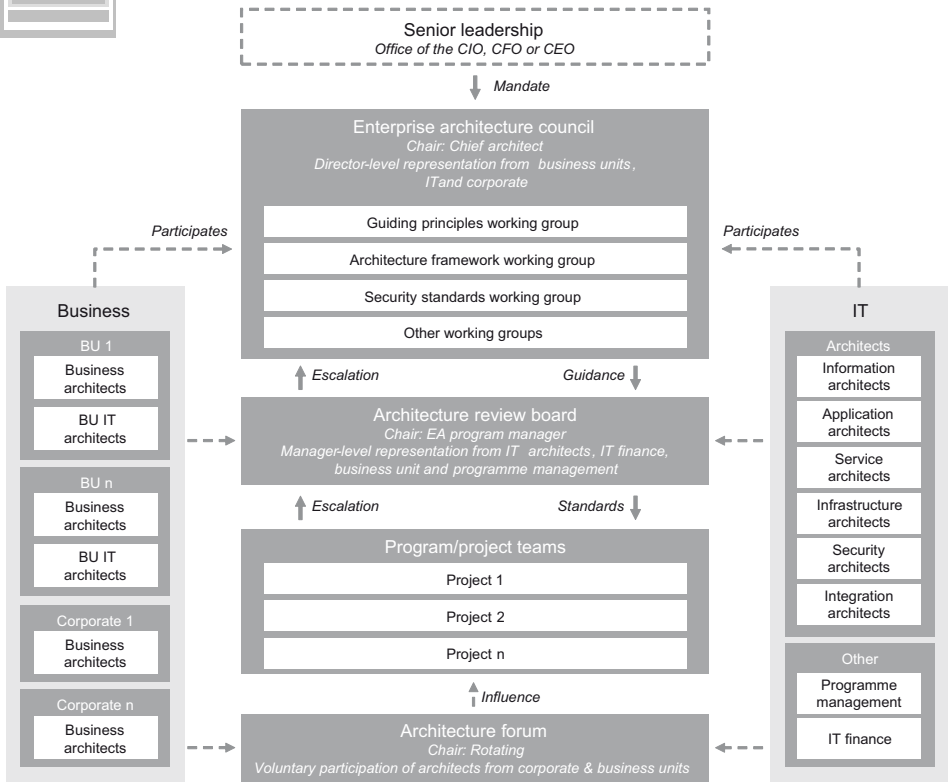 Senior leadership
Office of the CIO, CFO or CEO
Mandate
Enterprise architecture council
Chair: Chief architect
Director-level representation from business units,
ITand corporate
Guiding principles working group
Architecture framework working group
Security standards working group
Other working groups
Participates
Participates
Business
BU 1
Business
architects
BU IT
architects
BU n
Business
architects
BU IT
architects
Corporate 1
Business
architects
Corporate n
Business
architects
Escalation
Guidance
Architecture review board
Chair: EA program manager
Manager-level representation from IT architects, IT finance,
business unit and programme management
Escalation
Standards
Program/project teams
Project 1
Project 2
Project n
Influence
Architecture forum
Chair: Rotating
Voluntary participation of architects from corporate & business units
IT
Architects
Information
architects
Application
architects
Service
architects
Infrastructure
architects
Security
architects
Integration
architects
Other
Programme
management
IT finance